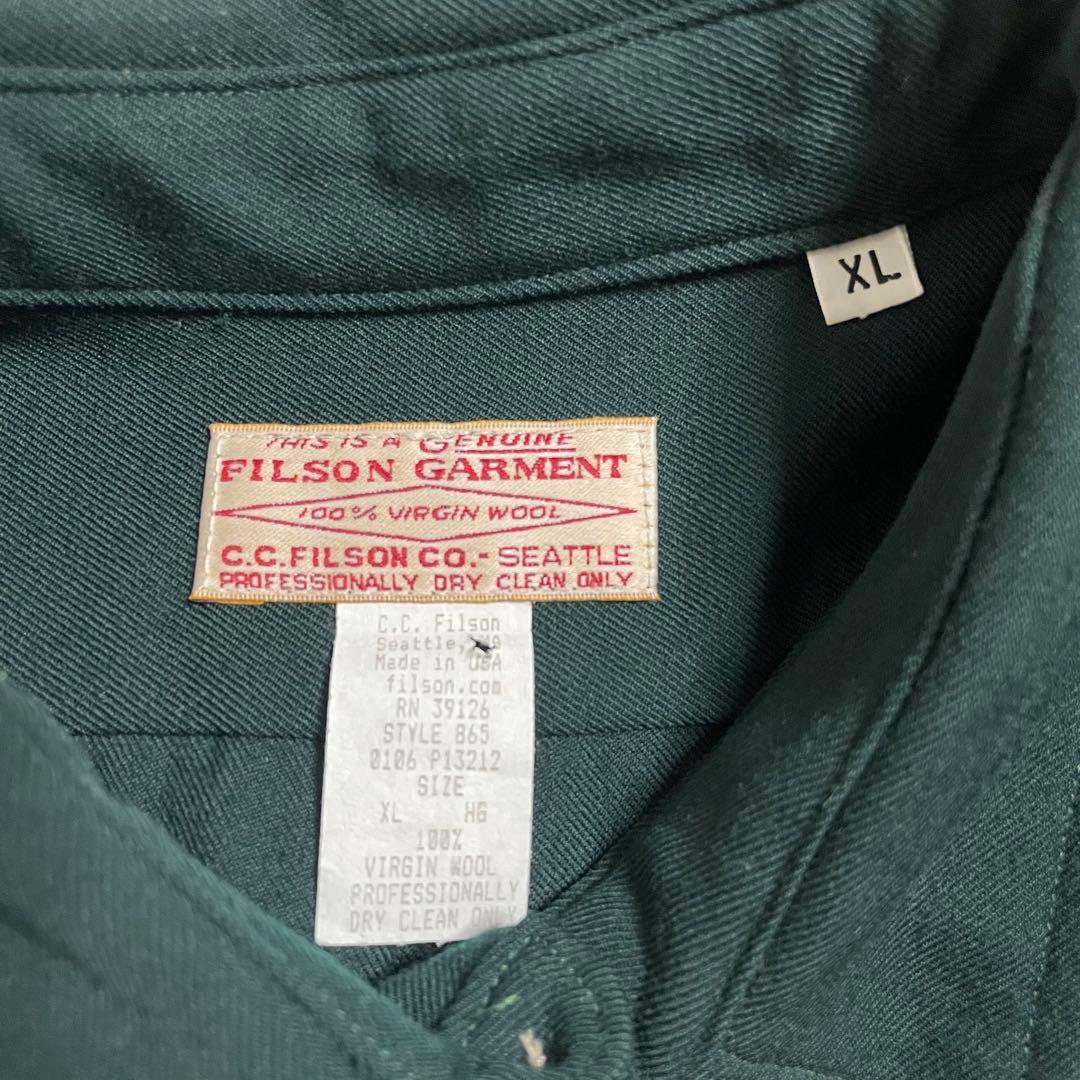 XL
THIS IS A GENUINE
FILSON GARMENT
100% VIRGIN WOOL
C.C. FILSON CO.- SEATTLE
PROFESSIONALLY DRY CLEAN ONLY
C.C. Filson
Seattle,
Made in USA
filson.com
RN 39126
STYLE 865
0106 P13212
SIZE
XL HG
100%
VIRGIN WOOL
PROFESSIONALLY
DRY CLEAN ONLY